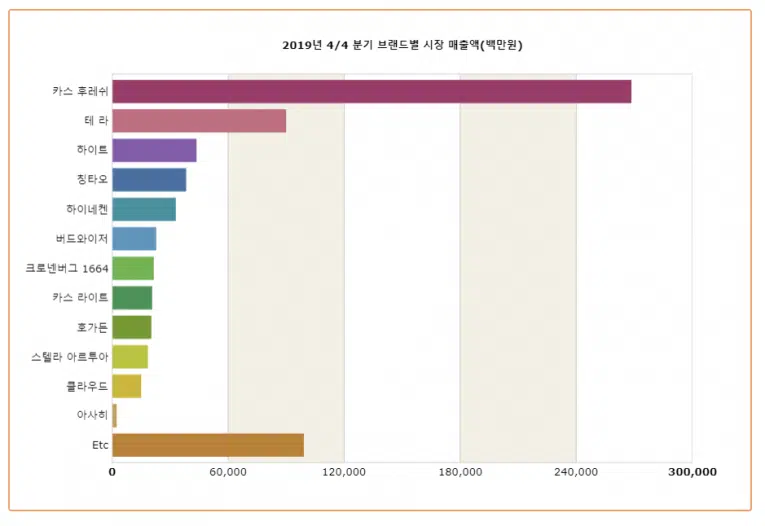 2019년 4/4 분기 브랜드별 시장 매출액(백만원)
카스 후레쉬
테 라
하이트
칭타오
하이네켄
버드와이저
크로넨버그 1664
카스 라이트
호가든
스텔라 아르투아
클라우드
아사히
Etc
0 60,000 120,000 180,000 240,000 300,000